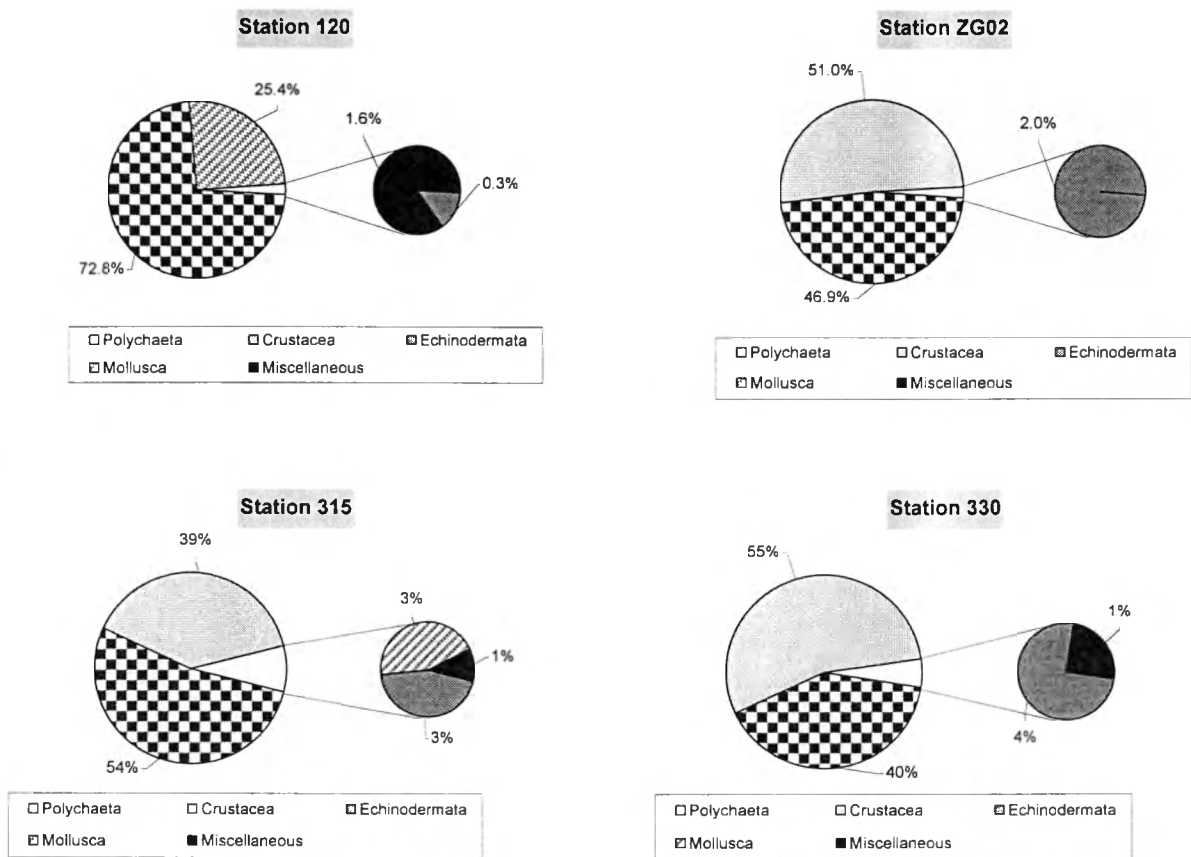 Station 120
25.4%
1.6%
0.3%
72.8%
Polychaeta Crustacea Echinodermata
Mollusca Miscellaneous
Station ZG02
51.0%
2.0%
46.9%
Polychaeta Crustacea Echinodermata
Mollusca Miscellaneous
Station 315
39%
3%
1%
3%
54%
Polychaeta Crustacea Echinodermata
Mollusca Miscellaneous
Station 330
55%
1%
4%
40%
Polychaeta Crustacea Echinodermata
Mollusca Miscellaneous